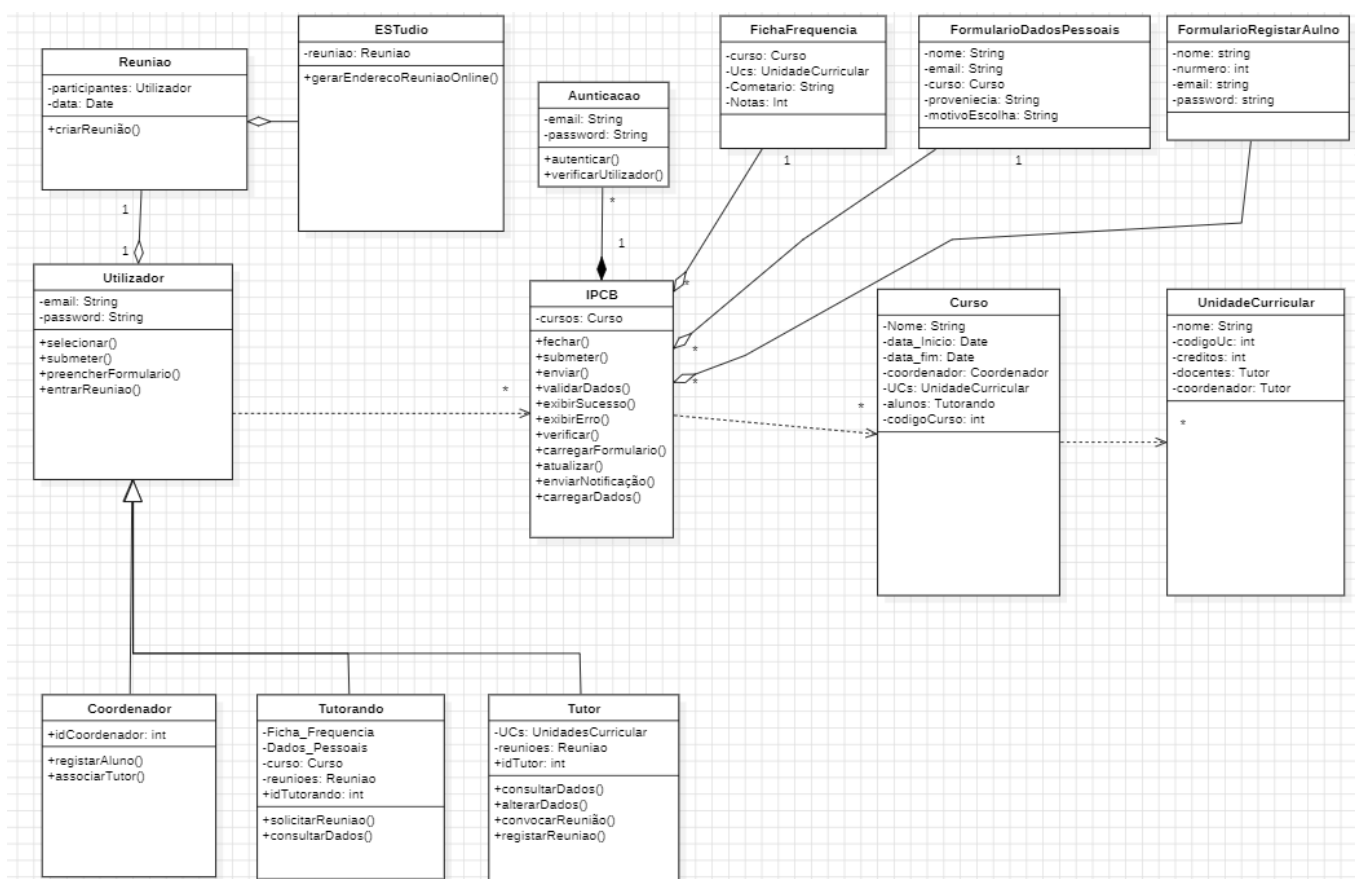 Reuniao
-participantes: Utilizador
-data: Date
+criarReunião()
ESTudio
-reuniao: Reuniao
+gerarEnderecoReuniaoOnline()
Aunticacao
-email: String
-password: String
+autenticar()
+verificarUtilizador()
FichaFrequencia
-curso: Curso
-Ucs: UnidadeCurricular
-Cometario: String
-Notas: Int
FormularioDadosPessoais
-nome: String
-email: String
-curso: Curso
-proveniecia: String
-motivoEscolha: String
FormularioRegistarAulno
-nome: string
-nurmero: int
-email: string
-password: string
1
1
*
1
1
1
*
*
*
Utilizador
-email: String
-password: String
+selecionar()
+submeter()
+preencherFormulario()
+entrarReuniao()
*
IPCB
-cursos: Curso
+fechar()
+submeter()
+enviar()
+validarDados()
+exibirSucesso()
+exibirErro()
+verificar()
+carregarFormulario()
+atualizar()
+enviarNotificação()
+carregarDados()
*
Curso
-Nome: String
-data_Inicio: Date
-data_fim: Date
-coordenador: Coordenador
-UCs: UnidadeCurricular
-alunos: Tutorando
-codigoCurso: int
UnidadeCurricular
-nome: String
-codigoUc: int
-creditos: int
-docentes: Tutor
-coordenador: Tutor
*
Coordenador
+idCoordenador: int
+registarAluno()
+associarTutor()
Tutorando
-Ficha_Frequencia
-Dados_Pessoais
-curso: Curso
-reunioes: Reuniao
+idTutorando: int
+solicitarReuniao()
+consultarDados()
Tutor
-UCs: UnidadesCurricular
-reunioes: Reuniao
+idTutor: int
+consultarDados()
+alterarDados()
+convocarReunião()
+registarReuniao()